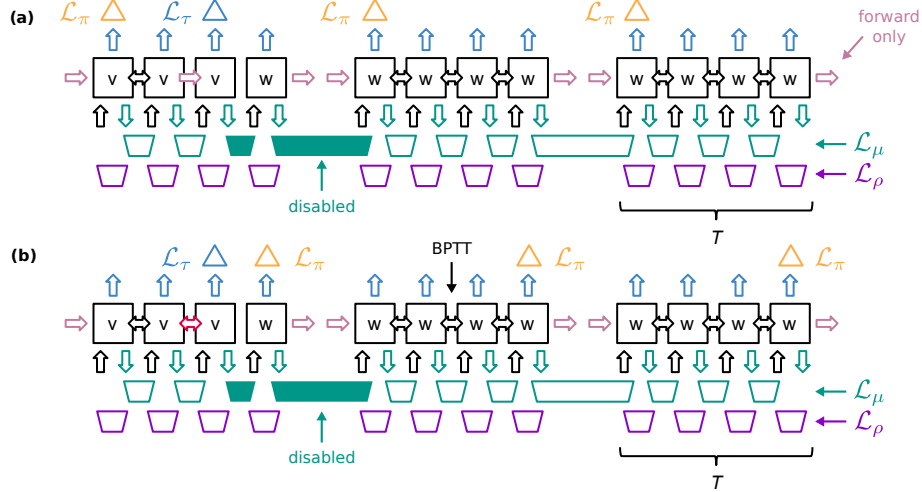 (a) ℒπ ℒτ ℒπ ℒπ
forward
only
v v v w w w w w w w w w
ℒμ
ℒρ
disabled
T
(b) ℒτ ℒπ BPTT ℒπ ℒπ
v v v w w w w w w w w w
ℒμ
ℒρ
disabled
T